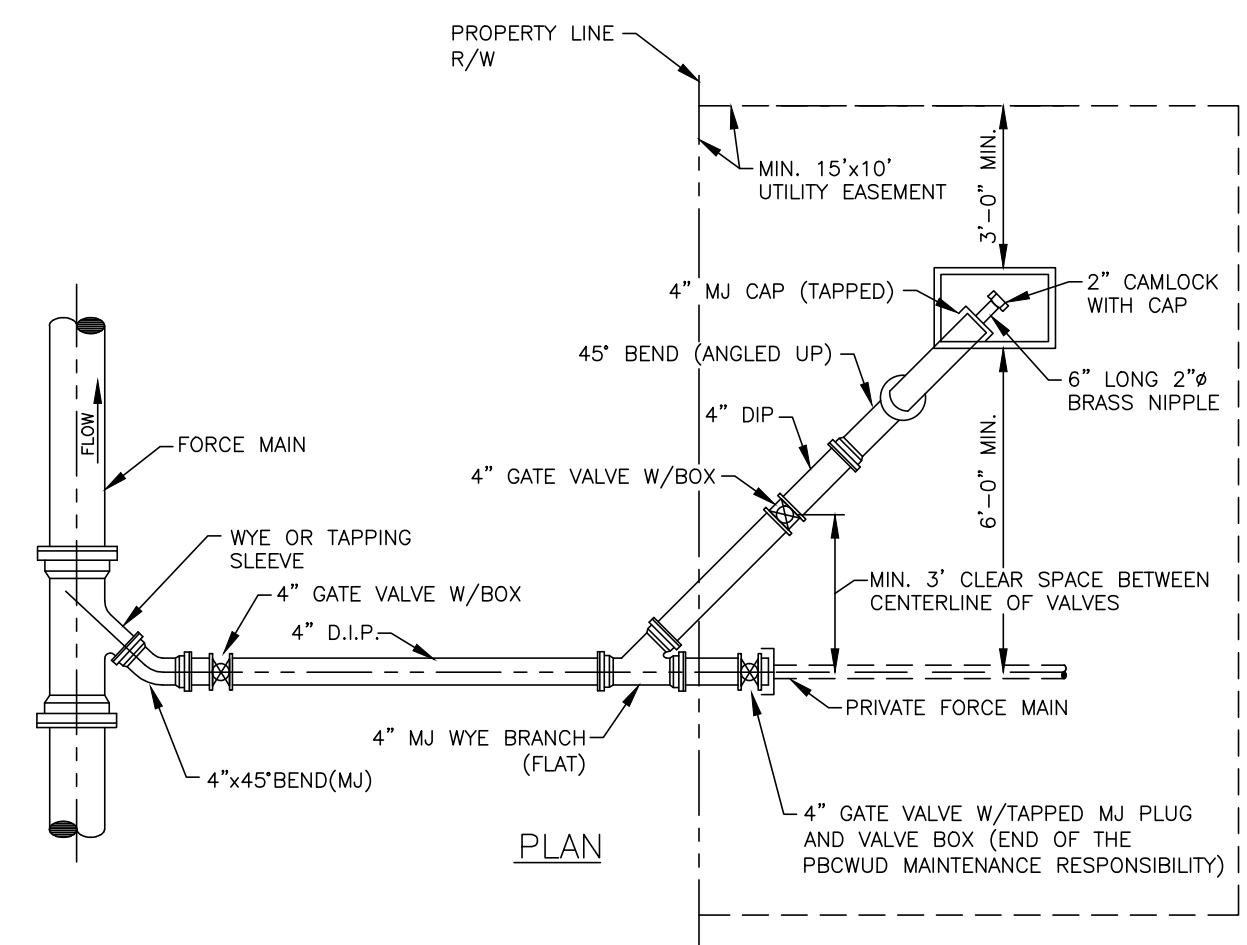 PROPERTY LINE
R/W
MIN. 15'x10'
UTILITY EASEMENT
3'-0" MIN.
4" MJ CAP (TAPPED)
2" CAMLOCK
WITH CAP
45° BEND (ANGLED UP)
6" LONG 2"ø
BRASS NIPPLE
4" DIP
FLOW
FORCE MAIN
4" GATE VALVE W/BOX
6'-0" MIN.
WYE OR TAPPING
SLEEVE
MIN. 3' CLEAR SPACE BETWEEN
CENTERLINE OF VALVES
4" GATE VALVE W/BOX
4" D.I.P.
PRIVATE FORCE MAIN
4" MJ WYE BRANCH
(FLAT)
4"x45°BEND(MJ)
4" GATE VALVE W/TAPPED MJ PLUG
AND VALVE BOX (END OF THE
PBCWUD MAINTENANCE RESPONSIBILITY)
PLAN